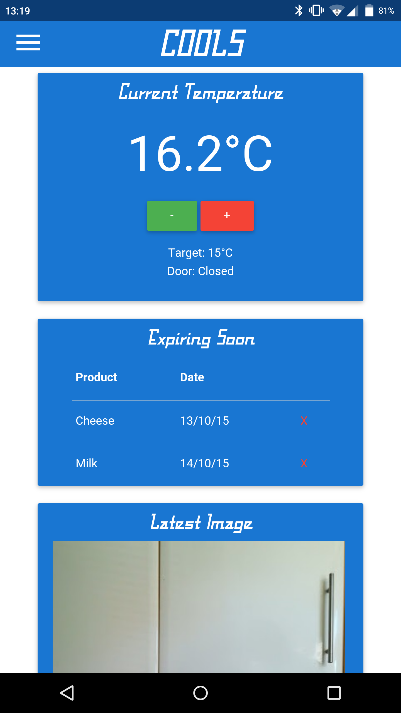 13:19 81%
COOLS
Current Temperature
16.2°C
- +
Target: 15°C
Door: Closed
Expiring Soon
Product Date
Cheese 13/10/15 X
Milk 14/10/15 X
Latest Image